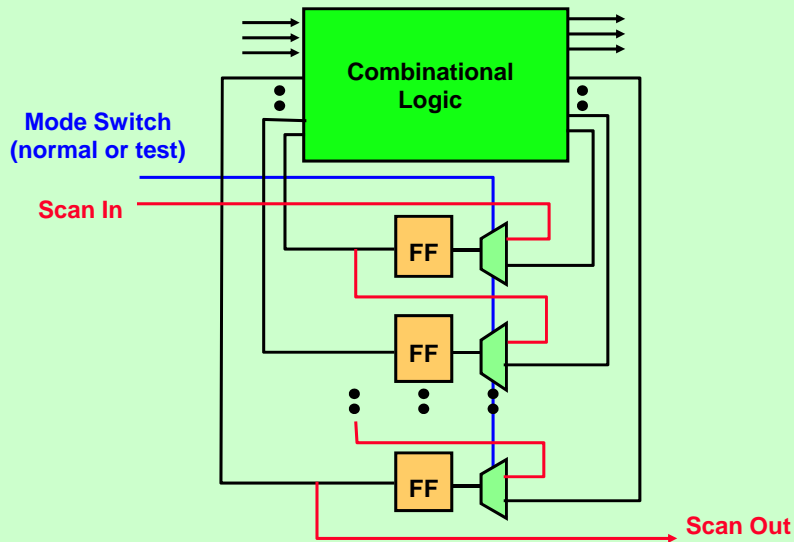 Combinational
Logic
Mode Switch
(normal or test)
Scan In
FF
FF
FF
Scan Out